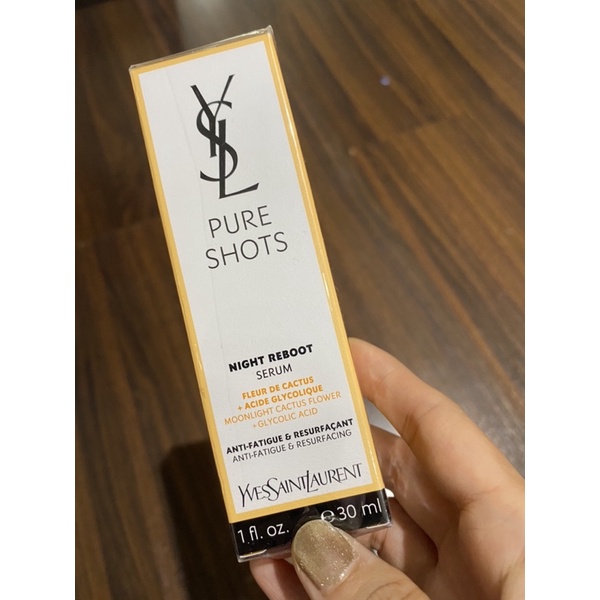 YSL
PURE
SHOTS
NIGHT REBOOT
SERUM
FLEUR DE CACTUS
+ ACIDE GLYCOLIQUE
MOONLIGHT CACTUS FLOWER
+ GLYCOLIC ACID
ANTI-FATIGUE & RESURFAÇANT
ANTI-FATIGUE & RESURFACING
YVESSAINTLAURENT
1 fl. oz. ℮ 30 ml